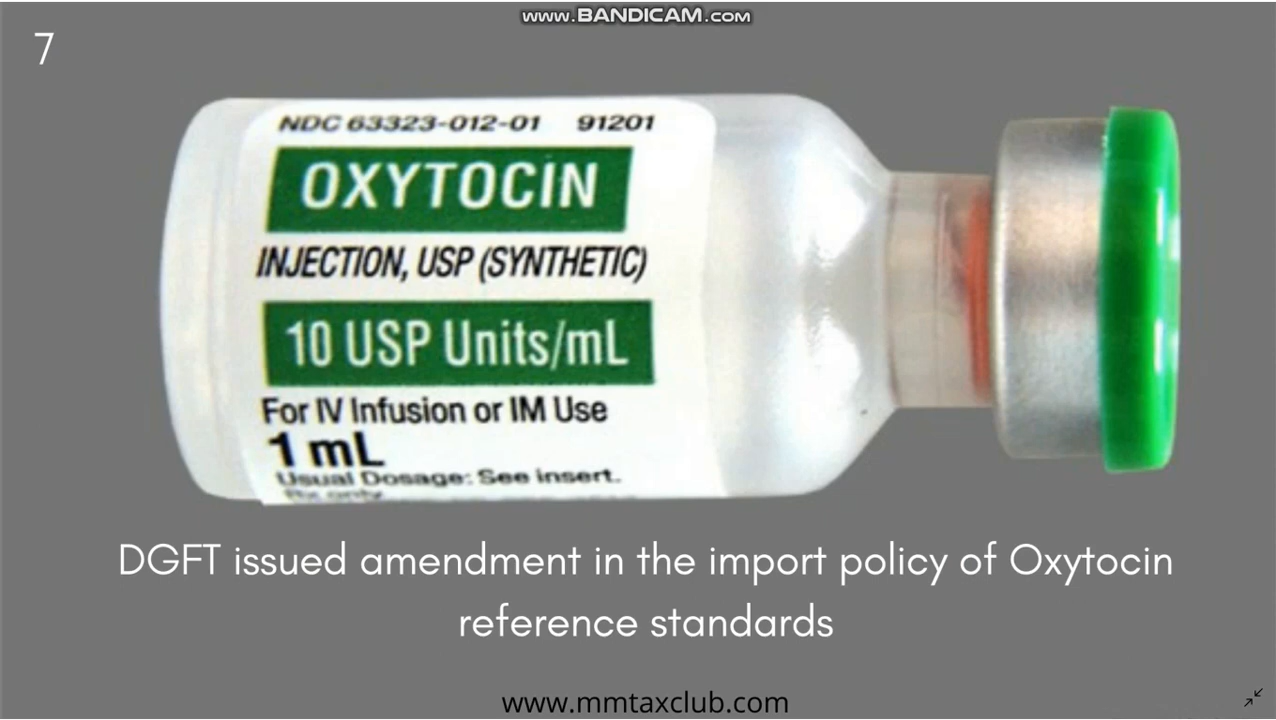 www.BANDICAM.com
7
NDC 63323-012-01 91201
OXYTOCIN
INJECTION, USP (SYNTHETIC)
10 USP Units/mL
For IV Infusion or IM Use
1 mL
Usual Dosage: See insert.
Rx only
DGFT issued amendment in the import policy of Oxytocin
reference standards
www.mmtaxclub.com